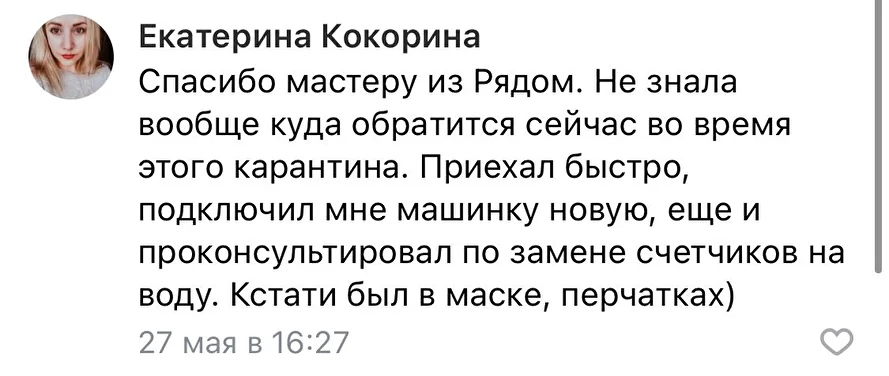 Екатерина Кокорина
Спасибо мастеру из Рядом. Не знала
вообще куда обратится сейчас во время
этого карантина. Приехал быстро,
подключил мне машинку новую, еще и
проконсультировал по замене счетчиков на
воду. Кстати был в маске, перчатках)
27 мая в 16:27